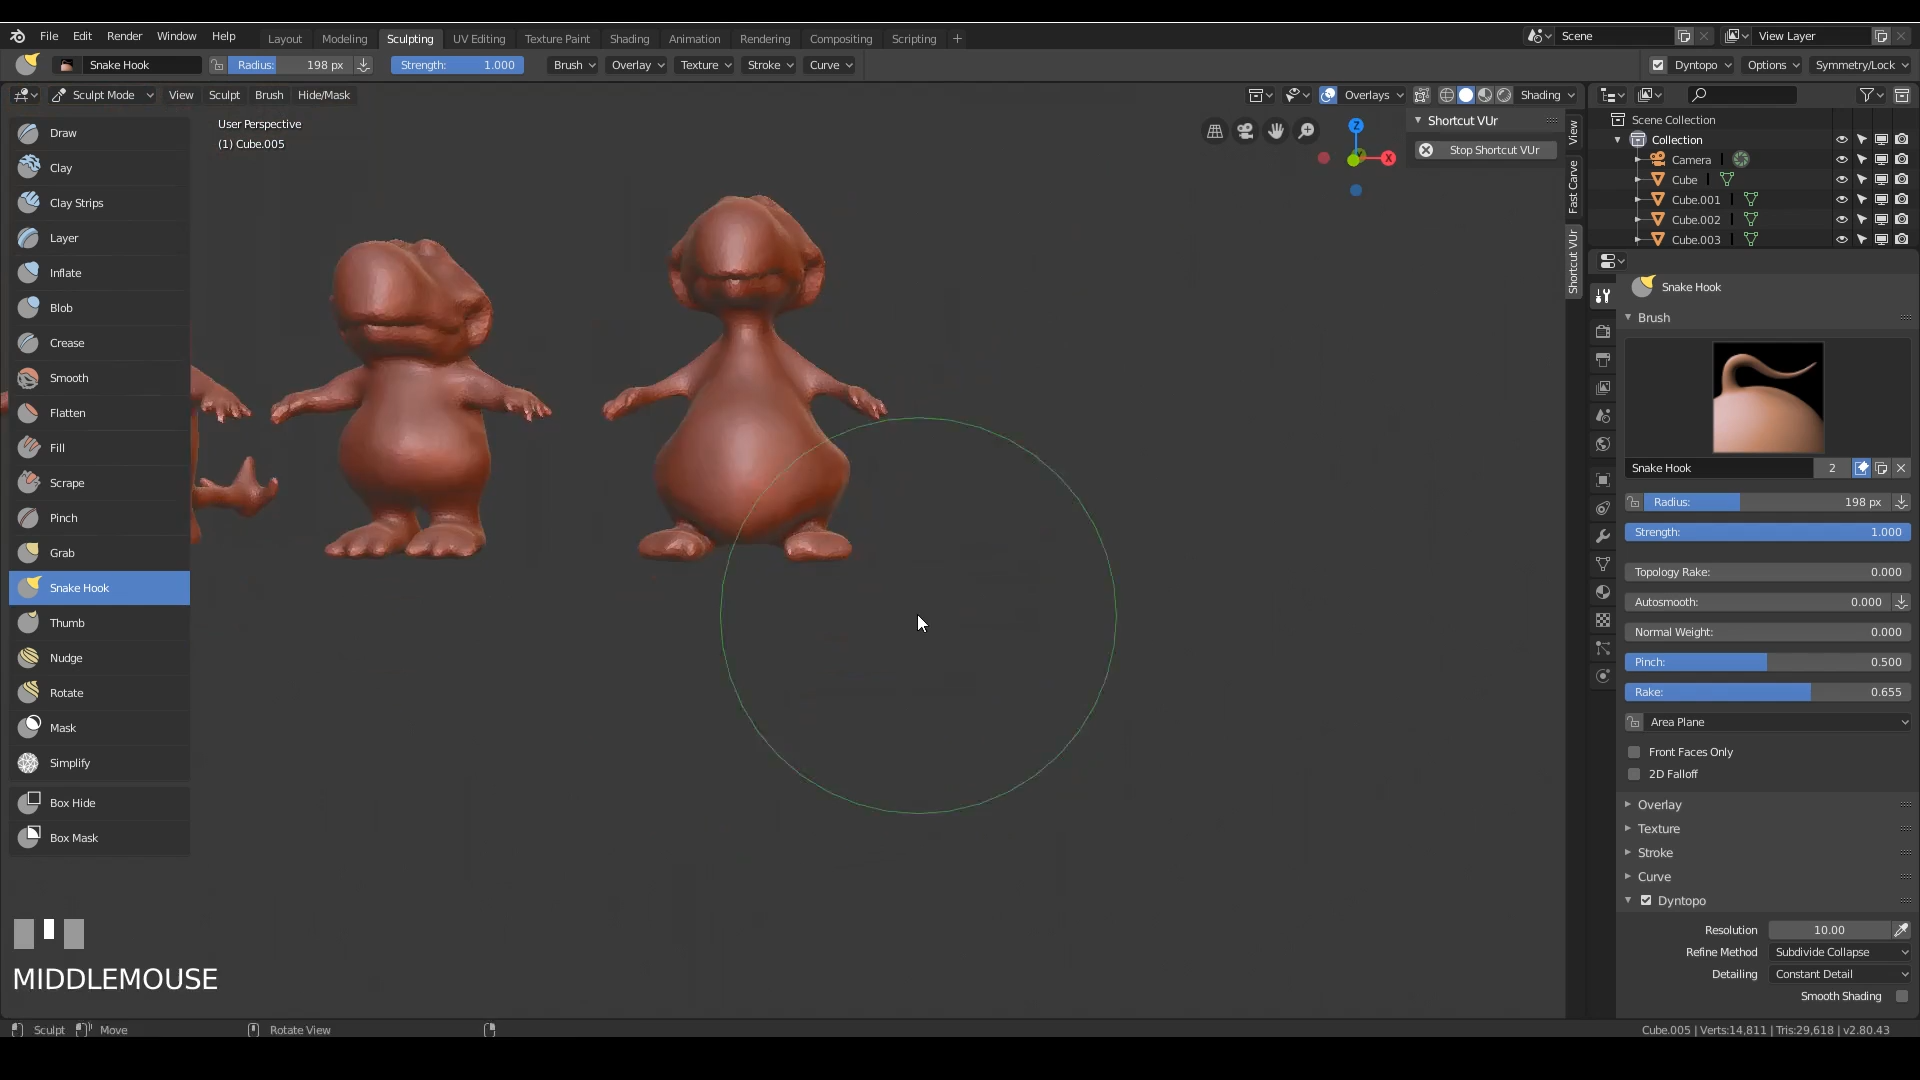 File Edit Render Window Help Layout Modeling Sculpting UV Editing Texture Paint Shading Animation Rendering Compositing Scripting + Scene View Layer
Snake Hook Radius: 198 px Strength: 1.000 Brush Overlay Texture Stroke Curve Dyntopo Options Symmetry/Lock
Sculpt Mode View Sculpt Brush Hide/Mask Overlays Shading
User Perspective
(1) Cube.005
Draw
Clay
Clay Strips
Layer
Inflate
Blob
Crease
Smooth
Flatten
Fill
Scrape
Pinch
Grab
Snake Hook
Thumb
Nudge
Rotate
Mask
Simplify
Box Hide
Box Mask
MIDDLEMOUSE
Z
X
Shortcut VUr
Stop Shortcut VUr
View
Fast Carve
Shortcut VUr
Scene Collection
Collection
Camera
Cube
Cube.001
Cube.002
Cube.003
Snake Hook
Brush
Snake Hook 2
Radius: 198 px
Strength: 1.000
Topology Rake: 0.000
Autosmooth: 0.000
Normal Weight: 0.000
Pinch: 0.500
Rake: 0.655
Area Plane
Front Faces Only
2D Falloff
Overlay
Texture
Stroke
Curve
Dyntopo
Resolution 10.00
Refine Method Subdivide Collapse
Detailing Constant Detail
Smooth Shading
Sculpt Move Rotate View Cube.005 | Verts:14,811 | Tris:29,618 | v2.80.43